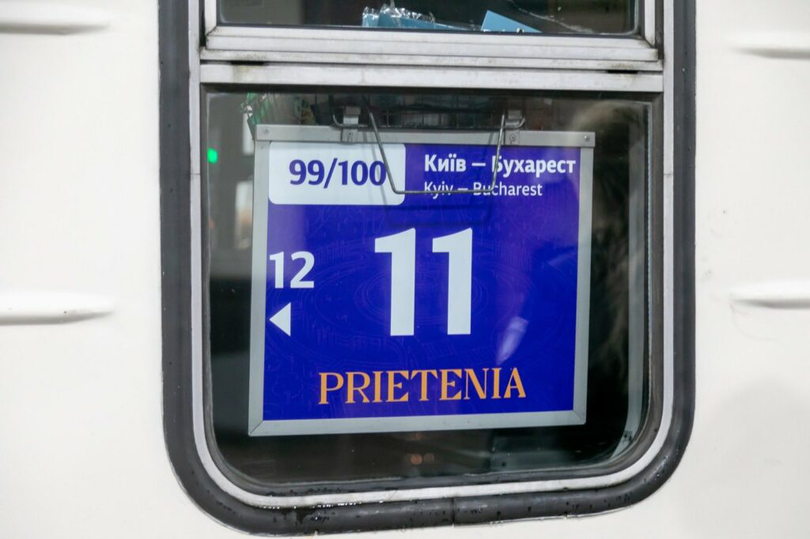 99/100
Київ – Бухарест
Kyiv – Bucharest
12
11
PRIETENIA